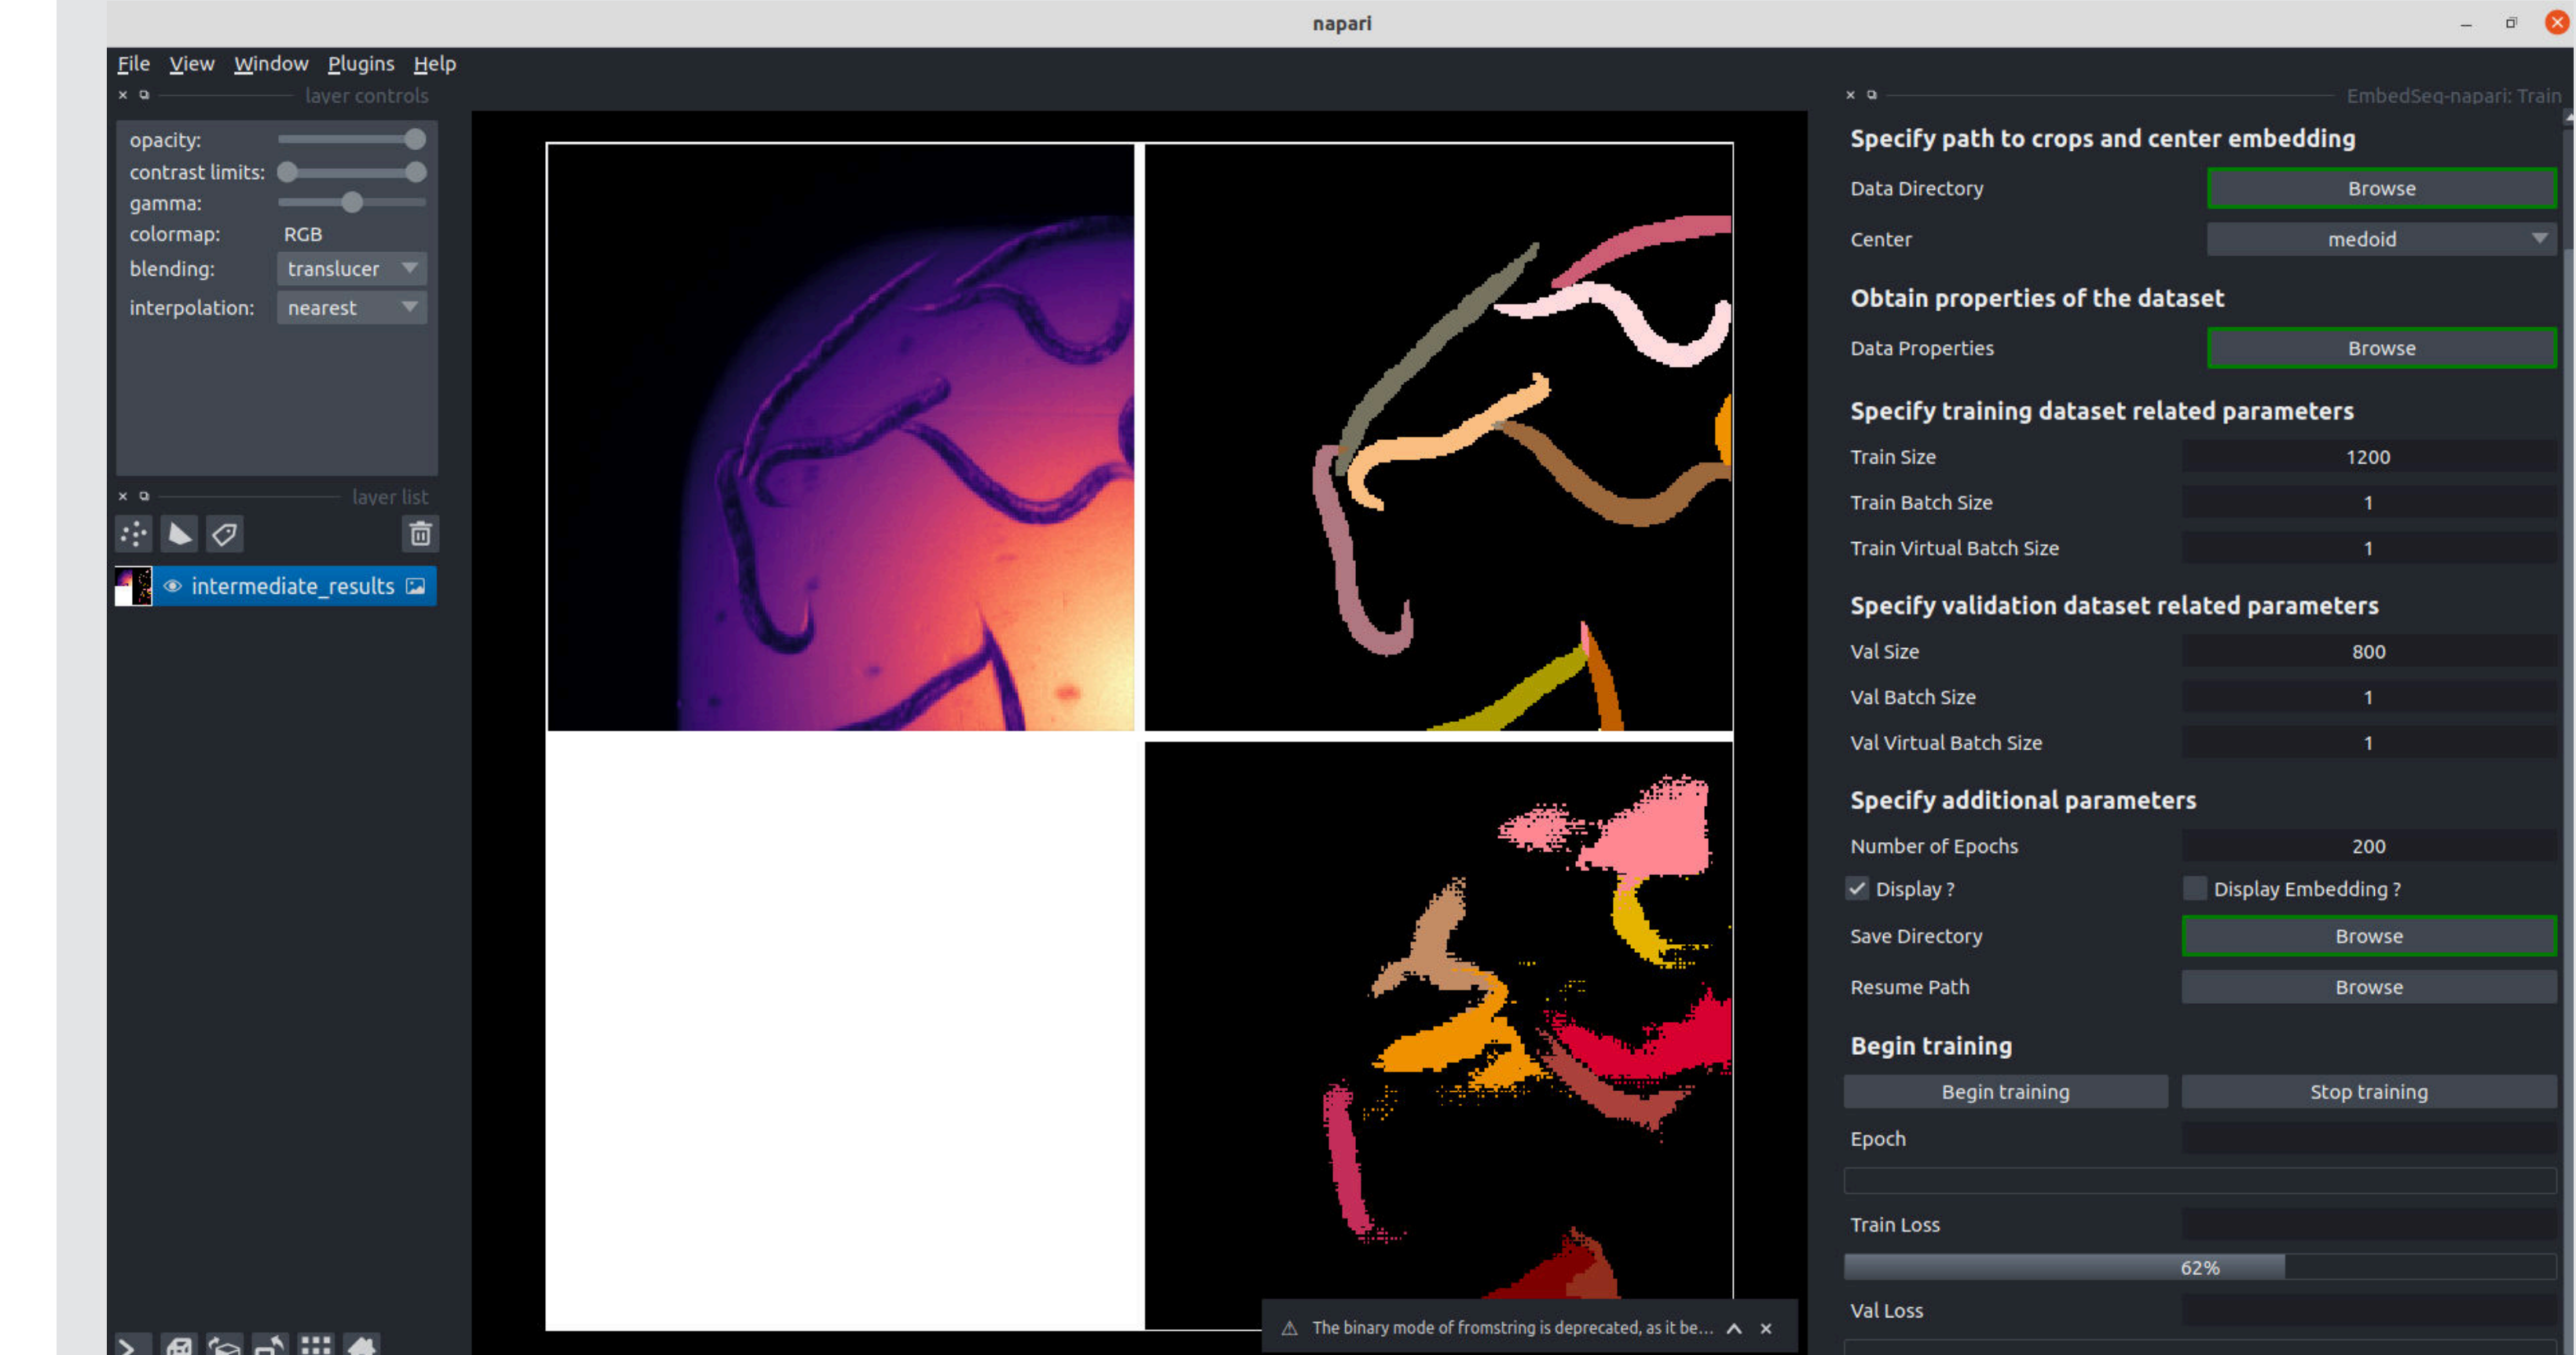 napari
File View Window Plugins Help
layer controls
opacity:
contrast limits:
gamma:
colormap: RGB
blending: translucer
interpolation: nearest
layer list
intermediate_results
EmbedSeg-napari: Train
Specify path to crops and center embedding
Data Directory Browse
Center medoid
Obtain properties of the dataset
Data Properties Browse
Specify training dataset related parameters
Train Size 1200
Train Batch Size 1
Train Virtual Batch Size 1
Specify validation dataset related parameters
Val Size 800
Val Batch Size 1
Val Virtual Batch Size 1
Specify additional parameters
Number of Epochs 200
Display ? Display Embedding ?
Save Directory Browse
Resume Path Browse
Begin training
Begin training Stop training
Epoch
Train Loss
62%
Val Loss
The binary mode of fromstring is deprecated, as it be...